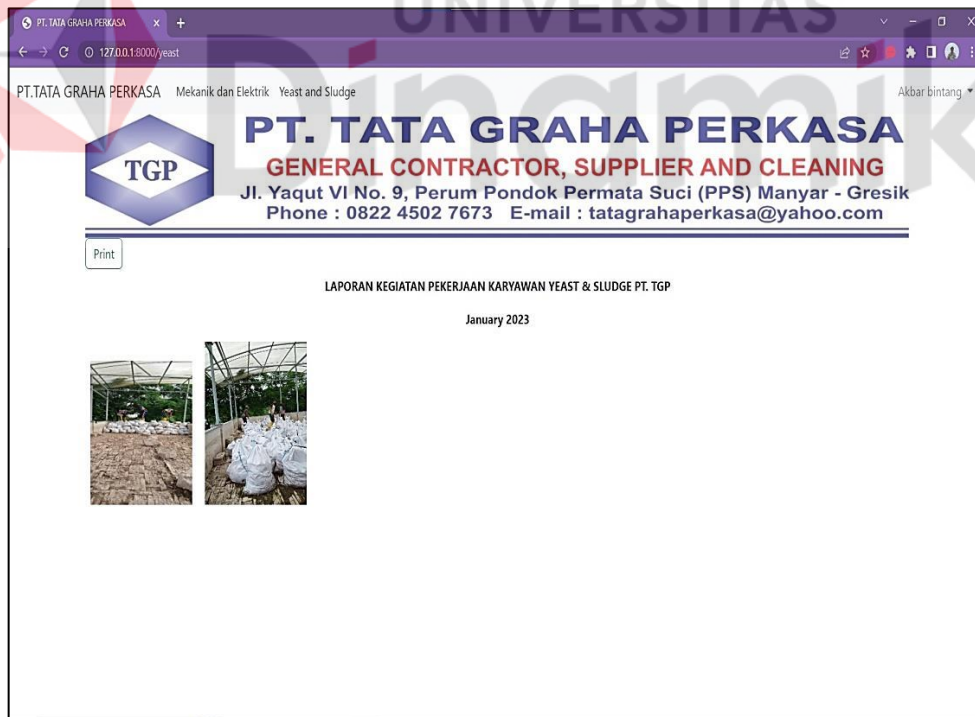 UNIVERSITAS
Dinamik
PT. TATA GRAHA PERKASA
127.0.0.1:8000/yeast
PT.TATA GRAHA PERKASA Mekanik dan Elektrik Yeast and Sludge Akbar bintang
TGP
PT. TATA GRAHA PERKASA
GENERAL CONTRACTOR, SUPPLIER AND CLEANING
Jl. Yaqut VI No. 9, Perum Pondok Permata Suci (PPS) Manyar - Gresik
Phone : 0822 4502 7673 E-mail : tatagrahaperkasa@yahoo.com
Print
LAPORAN KEGIATAN PEKERJAAN KARYAWAN YEAST & SLUDGE PT. TGP
January 2023